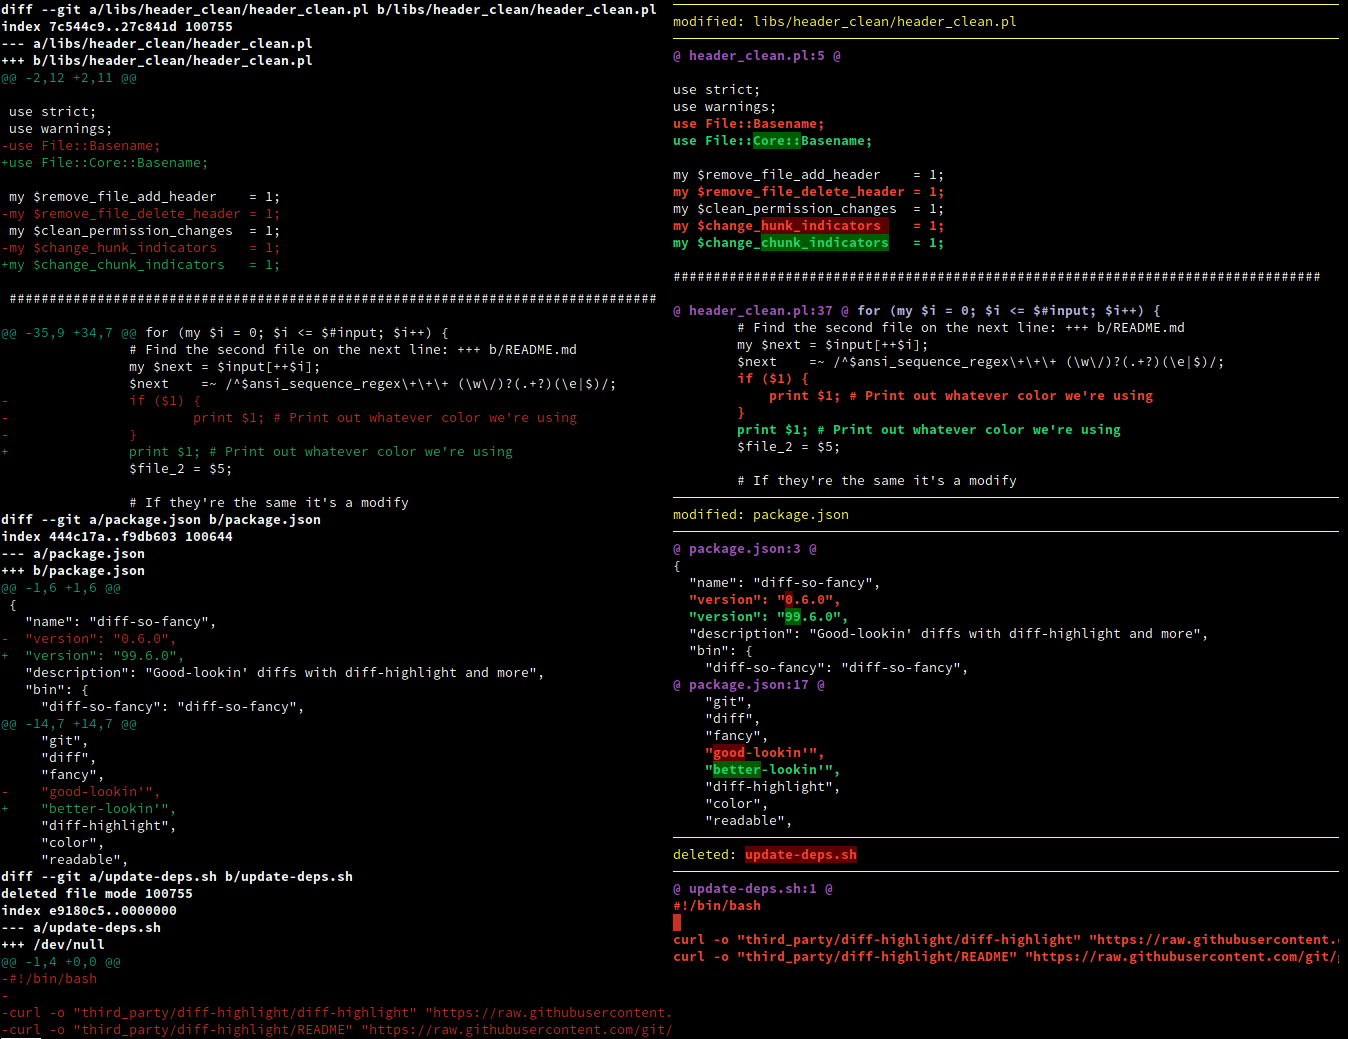 diff --git a/libs/header_clean/header_clean.pl b/libs/header_clean/header_clean.pl
index 7c544c9..27c841d 100755
--- a/libs/header_clean/header_clean.pl
+++ b/libs/header_clean/header_clean.pl
@@ -2,12 +2,11 @@
use strict;
use warnings;
-use File::Basename;
+use File::Core::Basename;
my $remove_file_add_header    = 1;
-my $remove_file_delete_header = 1;
my $clean_permission_changes  = 1;
-my $change_hunk_indicators    = 1;
+my $change_chunk_indicators   = 1;
#################################################################################
@@ -35,9 +34,7 @@ for (my $i = 0; $i <= $#input; $i++) {
# Find the second file on the next line: +++ b/README.md
my $next = $input[++$i];
$next    =~ /^$ansi_sequence_regex\+\+\+ (\w\/)?(.+?)(\e|$)/;
-               if ($1) {
-                       print $1; # Print out whatever color we're using
-               }
+               print $1; # Print out whatever color we're using
$file_2 = $5;
# If they're the same it's a modify
diff --git a/package.json b/package.json
index 444c17a..f9db603 100644
--- a/package.json
+++ b/package.json
@@ -1,6 +1,6 @@
{
"name": "diff-so-fancy",
-  "version": "0.6.0",
+  "version": "99.6.0",
"description": "Good-lookin' diffs with diff-highlight and more",
"bin": {
"diff-so-fancy": "diff-so-fancy",
@@ -14,7 +14,7 @@
"git",
"diff",
"fancy",
-    "good-lookin'",
+    "better-lookin'",
"diff-highlight",
"color",
"readable",
diff --git a/update-deps.sh b/update-deps.sh
deleted file mode 100755
index e9180c5..0000000
--- a/update-deps.sh
+++ /dev/null
@@ -1,4 +0,0 @@
-#!/bin/bash
-
-curl -o "third_party/diff-highlight/diff-highlight" "https://raw.githubusercontent.
-curl -o "third_party/diff-highlight/README" "https://raw.githubusercontent.com/git/
modified: libs/header_clean/header_clean.pl
@ header_clean.pl:5 @
use strict;
use warnings;
use File::Basename;
use File::Core::Basename;
my $remove_file_add_header    = 1;
my $remove_file_delete_header = 1;
my $clean_permission_changes  = 1;
my $change_hunk_indicators    = 1;
my $change_chunk_indicators   = 1;
#################################################################################
@ header_clean.pl:37 @ for (my $i = 0; $i <= $#input; $i++) {
# Find the second file on the next line: +++ b/README.md
my $next = $input[++$i];
$next    =~ /^$ansi_sequence_regex\+\+\+ (\w\/)?(.+?)(\e|$)/;
if ($1) {
print $1; # Print out whatever color we're using
}
print $1; # Print out whatever color we're using
$file_2 = $5;
# If they're the same it's a modify
modified: package.json
@ package.json:3 @
{
"name": "diff-so-fancy",
"version": "0.6.0",
"version": "99.6.0",
"description": "Good-lookin' diffs with diff-highlight and more",
"bin": {
"diff-so-fancy": "diff-so-fancy",
@ package.json:17 @
"git",
"diff",
"fancy",
"good-lookin'",
"better-lookin'",
"diff-highlight",
"color",
"readable",
deleted: update-deps.sh
@ update-deps.sh:1 @
#!/bin/bash
curl -o "third_party/diff-highlight/diff-highlight" "https://raw.githubusercontent.
curl -o "third_party/diff-highlight/README" "https://raw.githubusercontent.com/git/